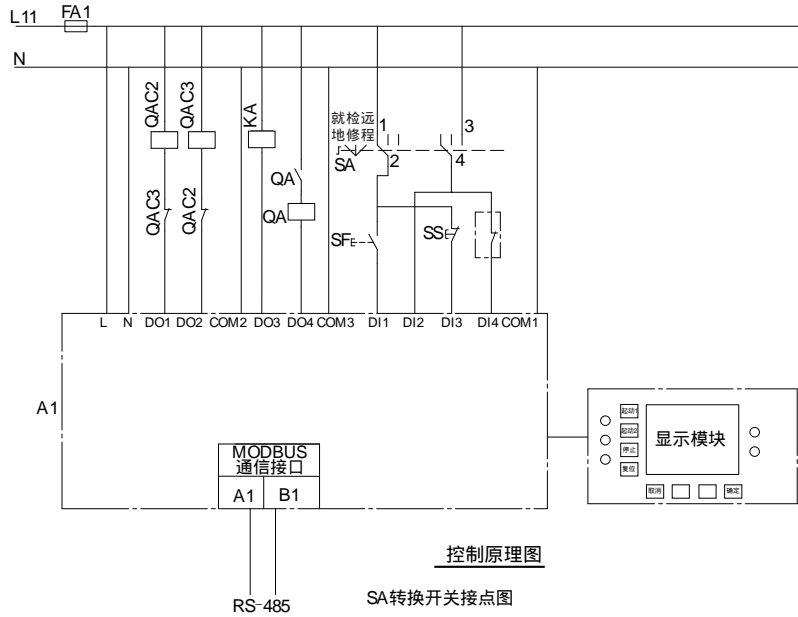 L11
FA1
N
QAC2
QAC3
KA
QAC3
QAC2
QA
QA
就检远
地修程
1
2
3
4
SA
SF
SS
L N DO1 DO2 COM2 DO3 DO4 COM3 DI1 DI2 DI3 DI4 COM1
A1
MODBUS
通信接口
A1 B1
RS-485
起动1
起动2
停止
复位
显示模块
取消
确定
控制原理图
SA转换开关接点图